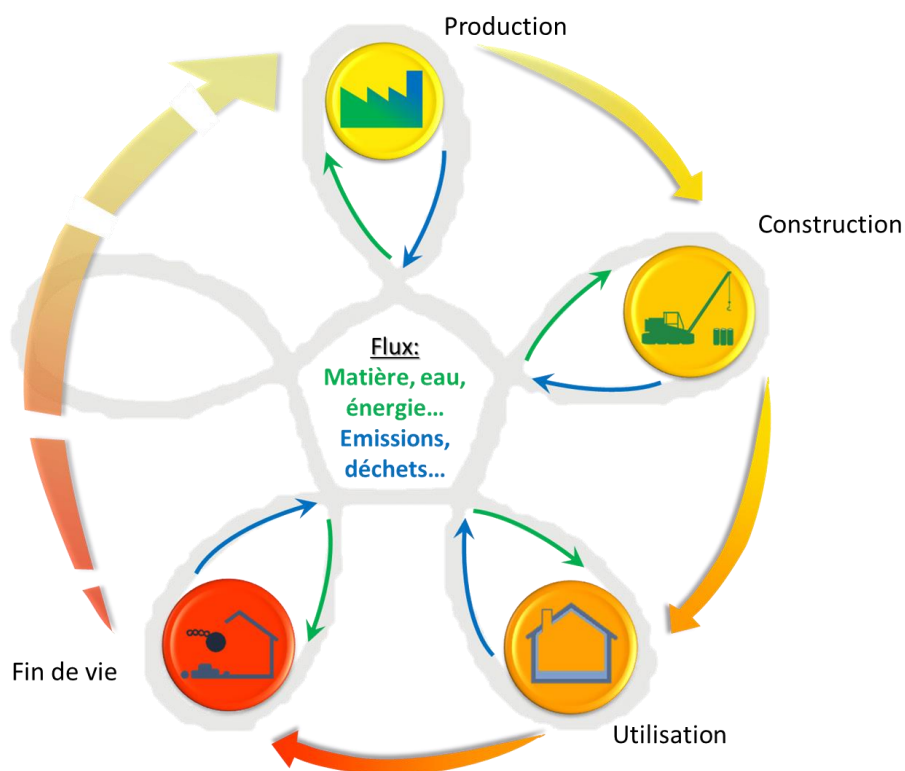 Production
Construction
Flux:
Matière, eau,
énergie…
Emissions,
déchets…
Fin de vie
Utilisation